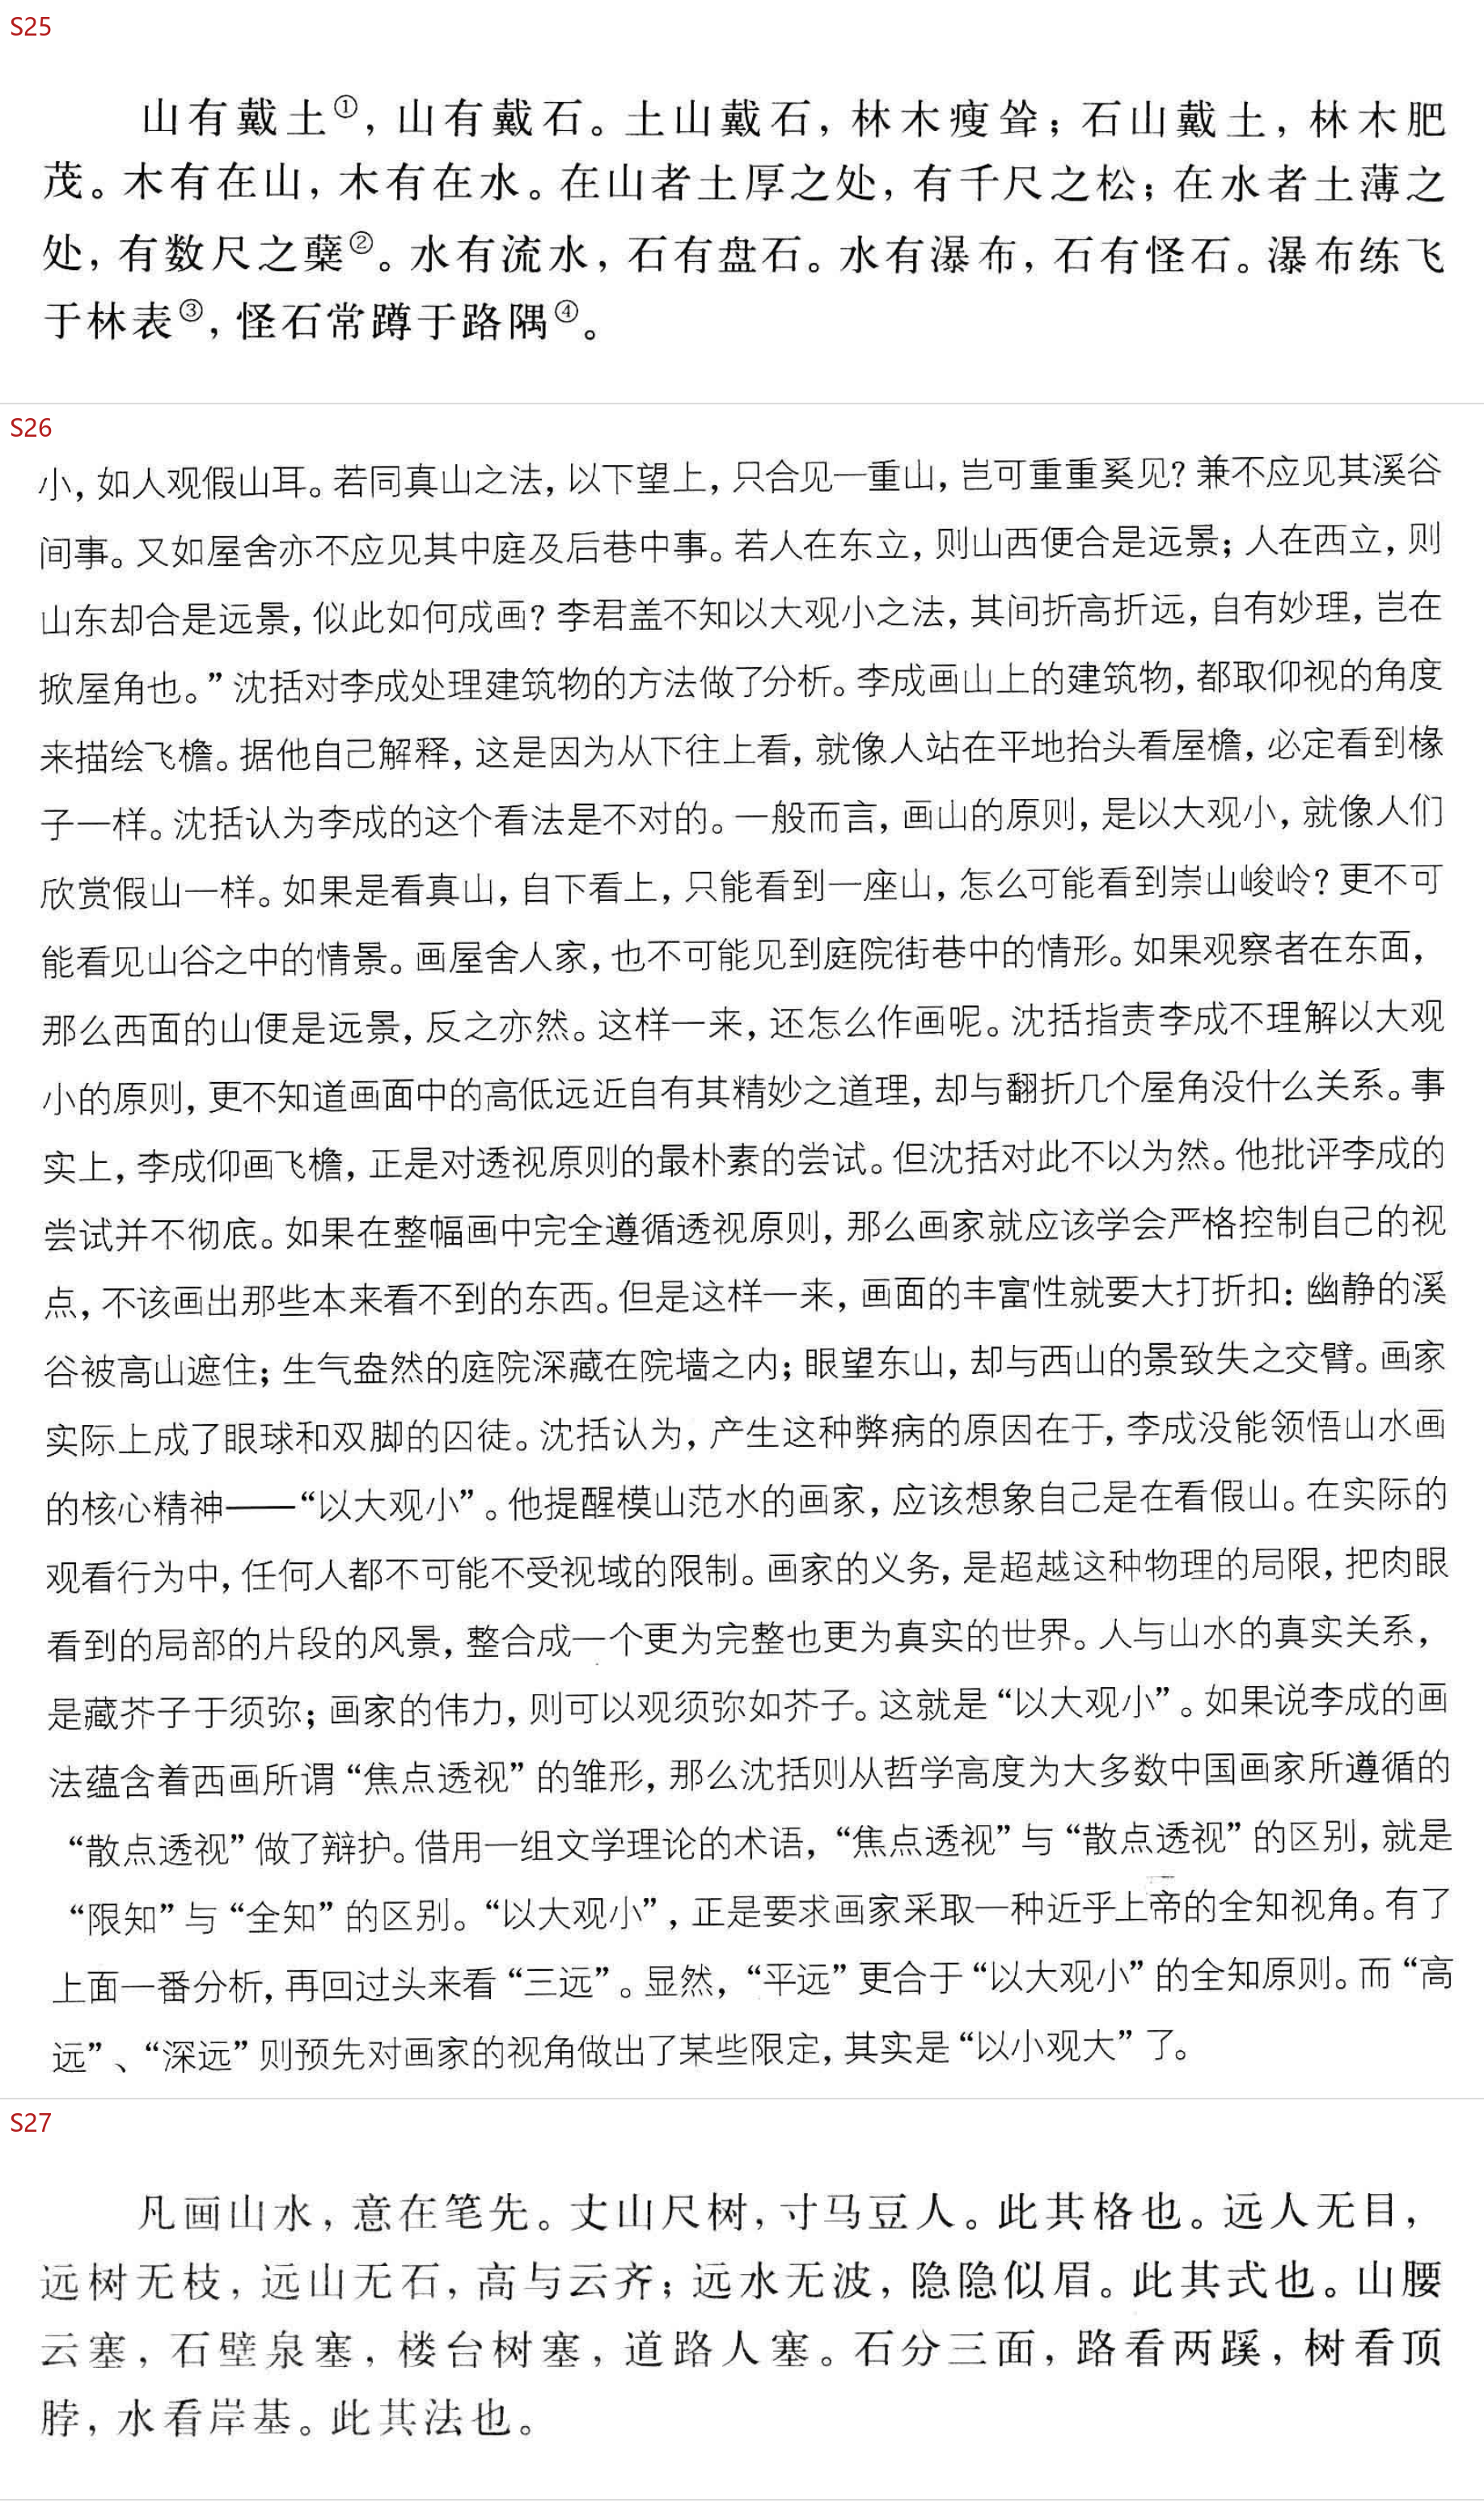 S25
山有戴土①，山有戴石。土山戴石，林木瘦耸；石山戴土，林木肥
茂。木有在山，木有在水。在山者土厚之处，有千尺之松；在水者土薄之
处，有数尺之蘖②。水有流水，石有盘石。水有瀑布，石有怪石。瀑布练飞
于林表③，怪石常蹲于路隅④。
S26
小，如人观假山耳。若同真山之法，以下望上，只合见一重山，岂可重重奚见？兼不应见其溪谷
间事。又如屋舍亦不应见其中庭及后巷中事。若人在东立，则山西便合是远景；人在西立，则
山东却合是远景，似此如何成画？李君盖不知以大观小之法，其间折高折远，自有妙理，岂在
掀屋角也。”沈括对李成处理建筑物的方法做了分析。李成画山上的建筑物，都取仰视的角度
来描绘飞檐。据他自己解释，这是因为从下往上看，就像人站在平地抬头看屋檐，必定看到椽
子一样。沈括认为李成的这个看法是不对的。一般而言，画山的原则，是以大观小，就像人们
欣赏假山一样。如果是看真山，自下看上，只能看到一座山，怎么可能看到崇山峻岭？更不可
能看见山谷之中的情景。画屋舍人家，也不可能见到庭院街巷中的情形。如果观察者在东面，
那么西面的山便是远景，反之亦然。这样一来，还怎么作画呢。沈括指责李成不理解以大观
小的原则，更不知道画面中的高低远近自有其精妙之道理，却与翻折几个屋角没什么关系。事
实上，李成仰画飞檐，正是对透视原则的最朴素的尝试。但沈括对此不以为然。他批评李成的
尝试并不彻底。如果在整幅画中完全遵循透视原则，那么画家就应该学会严格控制自己的视
点，不该画出那些本来看不到的东西。但是这样一来，画面的丰富性就要大打折扣：幽静的溪
谷被高山遮住；生气盎然的庭院深藏在院墙之内；眼望东山，却与西山的景致失之交臂。画家
实际上成了眼球和双脚的囚徒。沈括认为，产生这种弊病的原因在于，李成没能领悟山水画
的核心精神——“以大观小”。他提醒模山范水的画家，应该想象自己是在看假山。在实际的
观看行为中，任何人都不可能不受视域的限制。画家的义务，是超越这种物理的局限，把肉眼
看到的局部的片段的风景，整合成一个更为完整也更为真实的世界。人与山水的真实关系，
是藏芥子于须弥；画家的伟力，则可以观须弥如芥子。这就是“以大观小”。如果说李成的画
法蕴含着西画所谓“焦点透视”的雏形，那么沈括则从哲学高度为大多数中国画家所遵循的
“散点透视”做了辩护。借用一组文学理论的术语，“焦点透视”与“散点透视”的区别，就是
“限知”与“全知”的区别。“以大观小”，正是要求画家采取一种近乎上帝的全知视角。有了
上面一番分析，再回过头来看“三远”。显然，“平远”更合于“以大观小”的全知原则。而“高
远”、“深远”则预先对画家的视角做出了某些限定，其实是“以小观大”了。
S27
凡画山水，意在笔先。丈山尺树，寸马豆人。此其格也。远人无目，
远树无枝，远山无石，高与云齐；远水无波，隐隐似眉。此其式也。山腰
云塞，石壁泉塞，楼台树塞，道路人塞。石分三面，路看两蹊，树看顶
脖，水看岸基。此其法也。